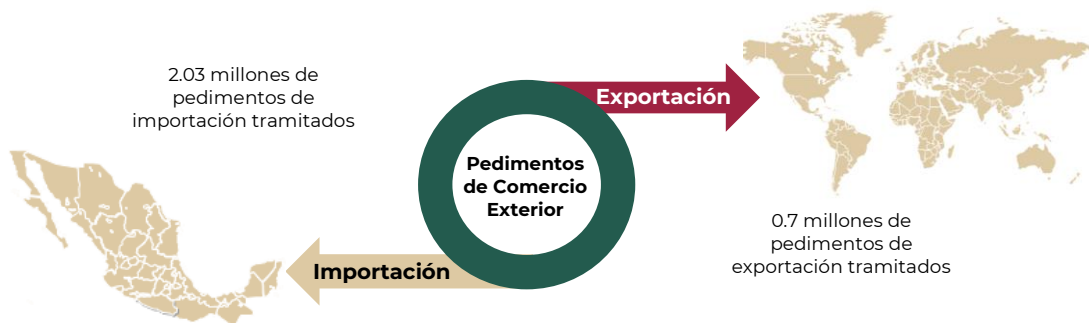 2.03 millones de
pedimentos de
importación tramitados
Exportación
Pedimentos
de Comercio
Exterior
Importación
0.7 millones de
pedimentos de
exportación tramitados